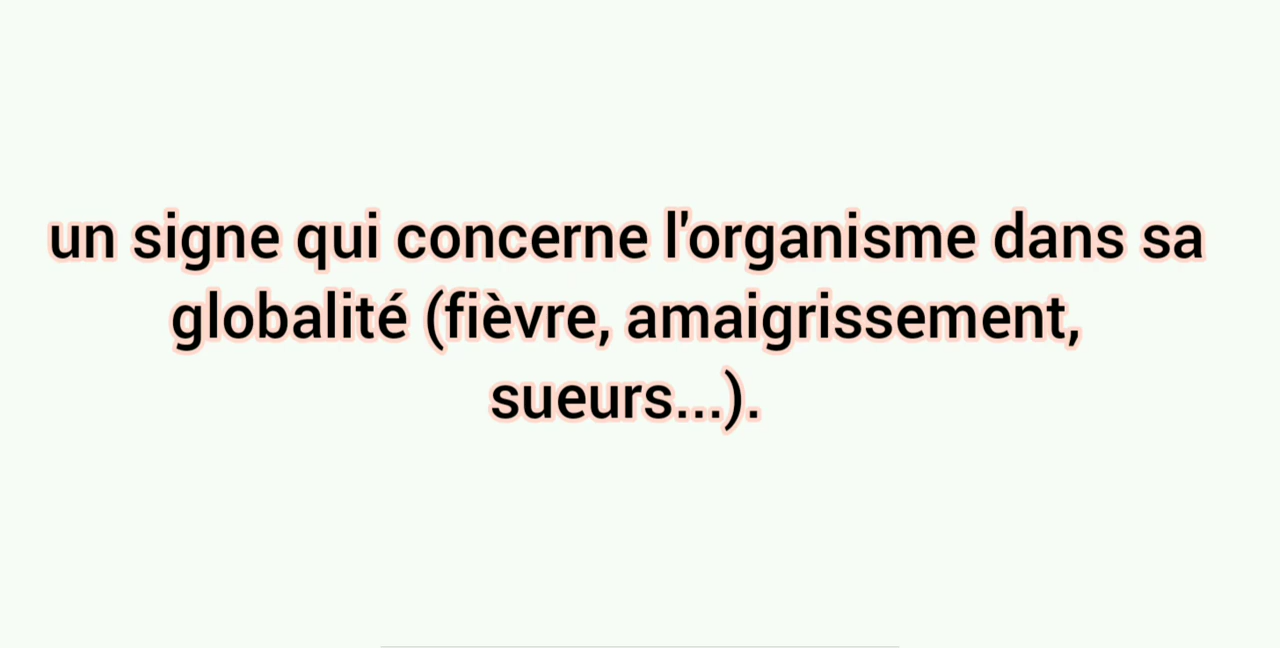 un signe qui concerne l'organisme dans sa
globalité (fièvre, amaigrissement,
sueurs...).